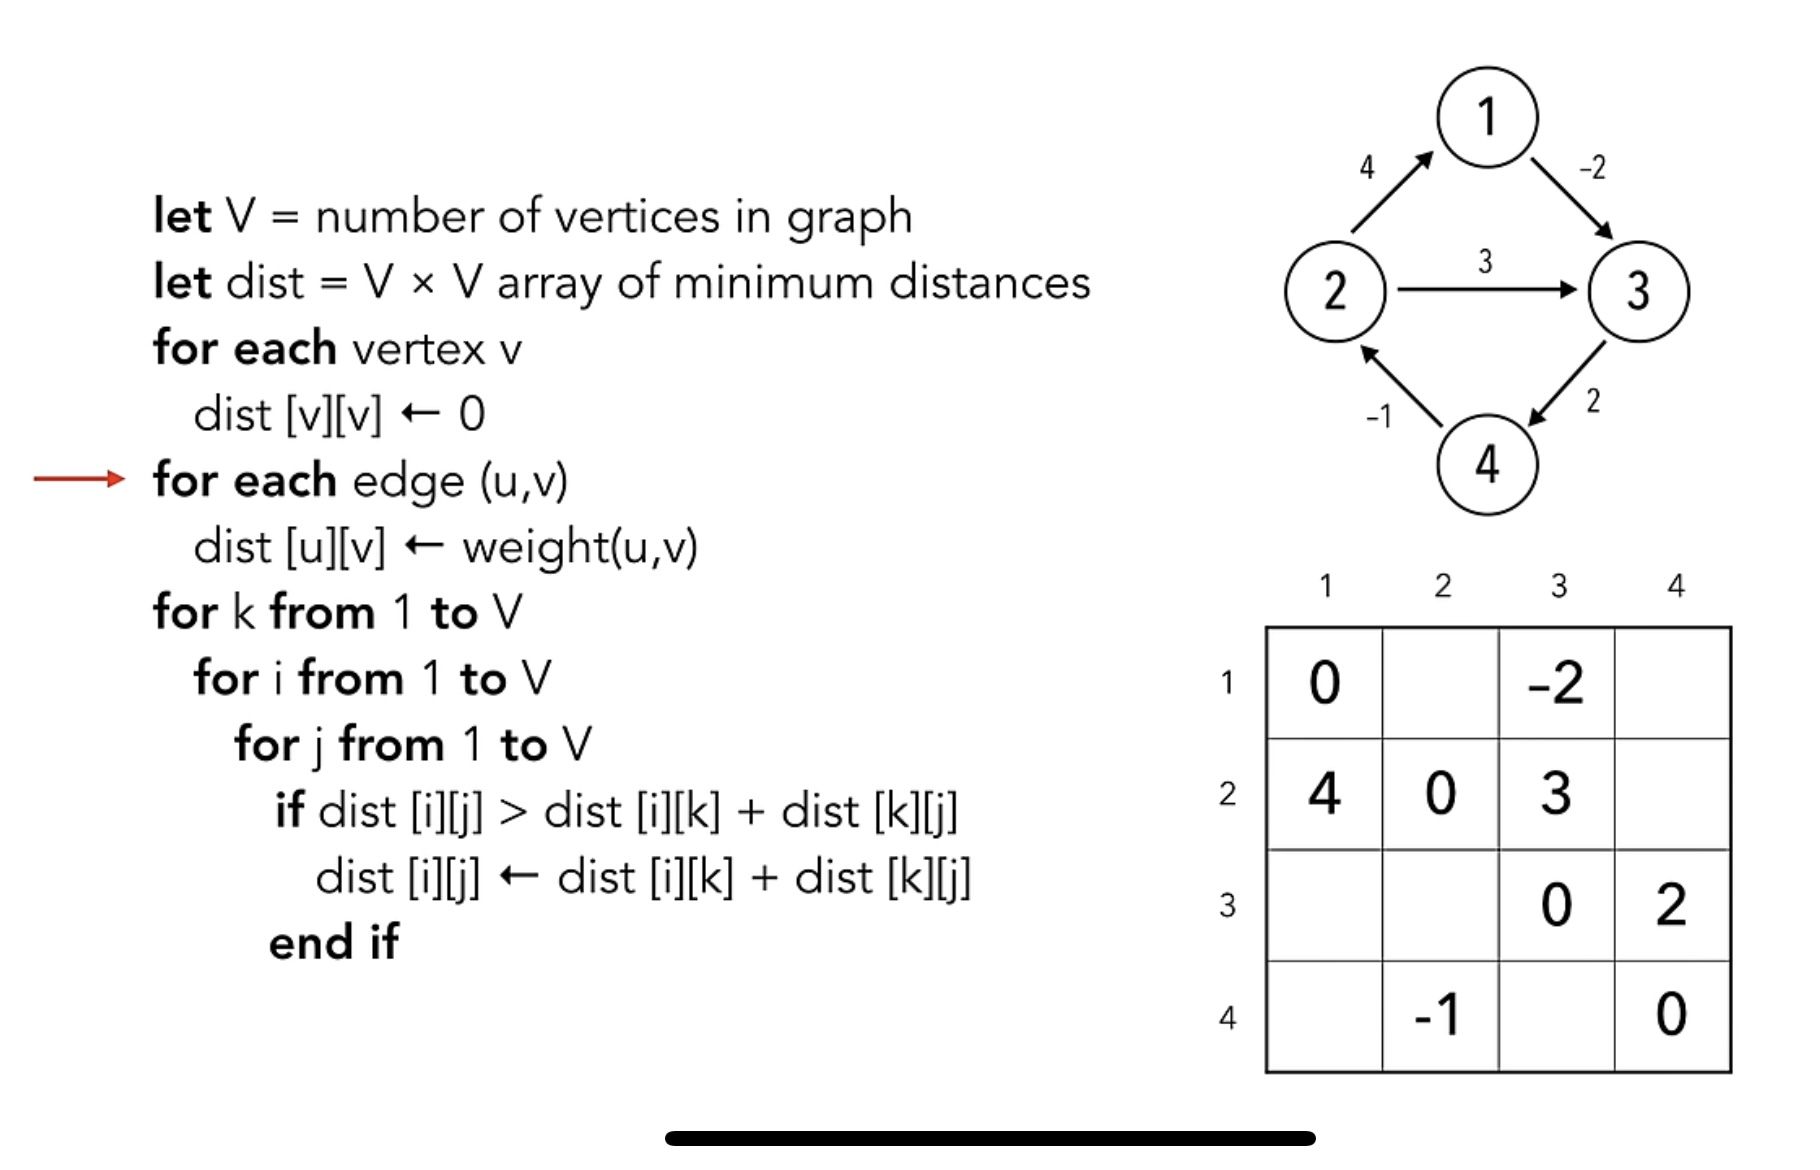 let V = number of vertices in graph
let dist = V × V array of minimum distances
for each vertex v
dist [v][v] ← 0
for each edge (u,v)
dist [u][v] ← weight(u,v)
for k from 1 to V
for i from 1 to V
for j from 1 to V
if dist [i][j] > dist [i][k] + dist [k][j]
dist [i][j] ← dist [i][k] + dist [k][j]
end if
1
4 -2
2 3 3
-1 2
4
1 2 3 4
1 0 -2
2 4 0 3
3 0 2
4 -1 0